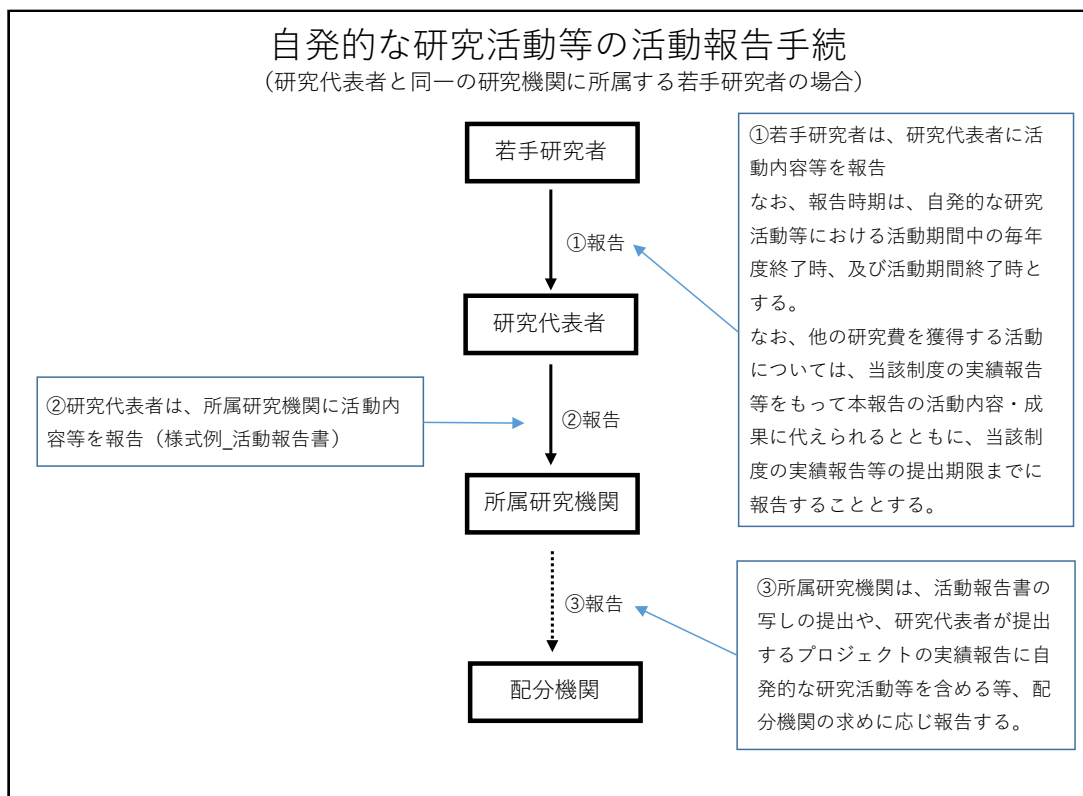 自発的な研究活動等の活動報告手続
（研究代表者と同一の研究機関に所属する若手研究者の場合）
若手研究者
①報告
①若手研究者は、研究代表者に活
動内容等を報告
なお、報告時期は、自発的な研究
活動等における活動期間中の毎年
度終了時、及び活動期間終了時と
する。
なお、他の研究費を獲得する活動
については、当該制度の実績報告
等をもって本報告の活動内容・成
果に代えられるとともに、当該制
度の実績報告等の提出期限までに
報告することとする。
研究代表者
②研究代表者は、所属研究機関に活動内
容等を報告（様式例_活動報告書）
②報告
所属研究機関
③報告
③所属研究機関は、活動報告書の
写しの提出や、研究代表者が提出
するプロジェクトの実績報告に自
発的な研究活動等を含める等、配
分機関の求めに応じ報告する。
配分機関